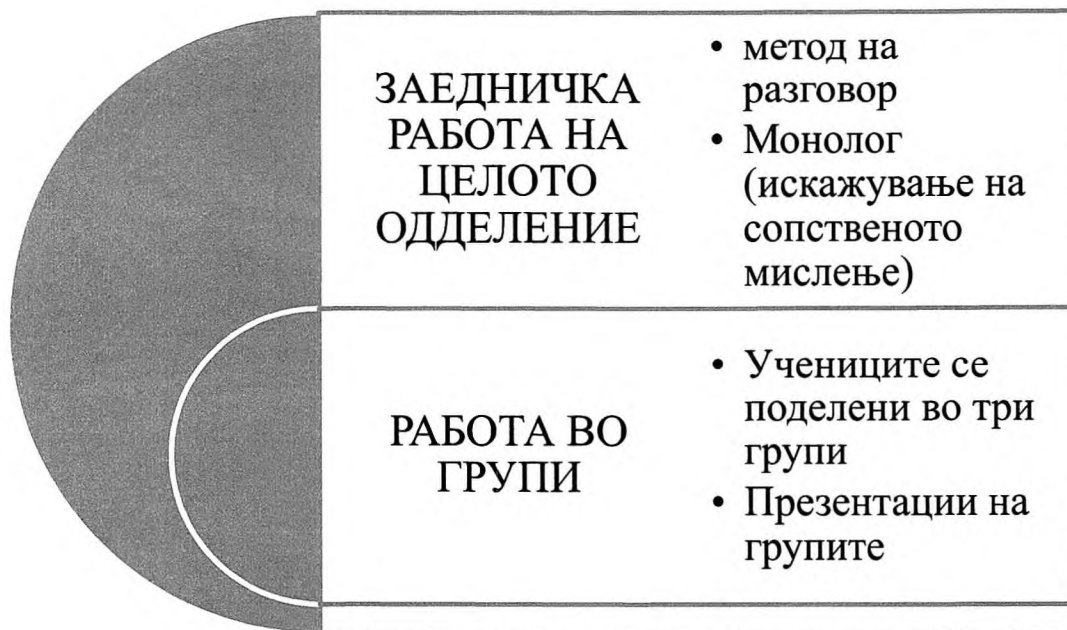 ЗАЕДНИЧКА
РАБОТА НА
ЦЕЛОТО
ОДДЕЛЕНИЕ
• метод на
разговор
• Монолог
(искажување на
сопственото
мислење)
РАБОТА ВО
ГРУПИ
• Учениците се
поделени во три
групи
• Презентации на
групите